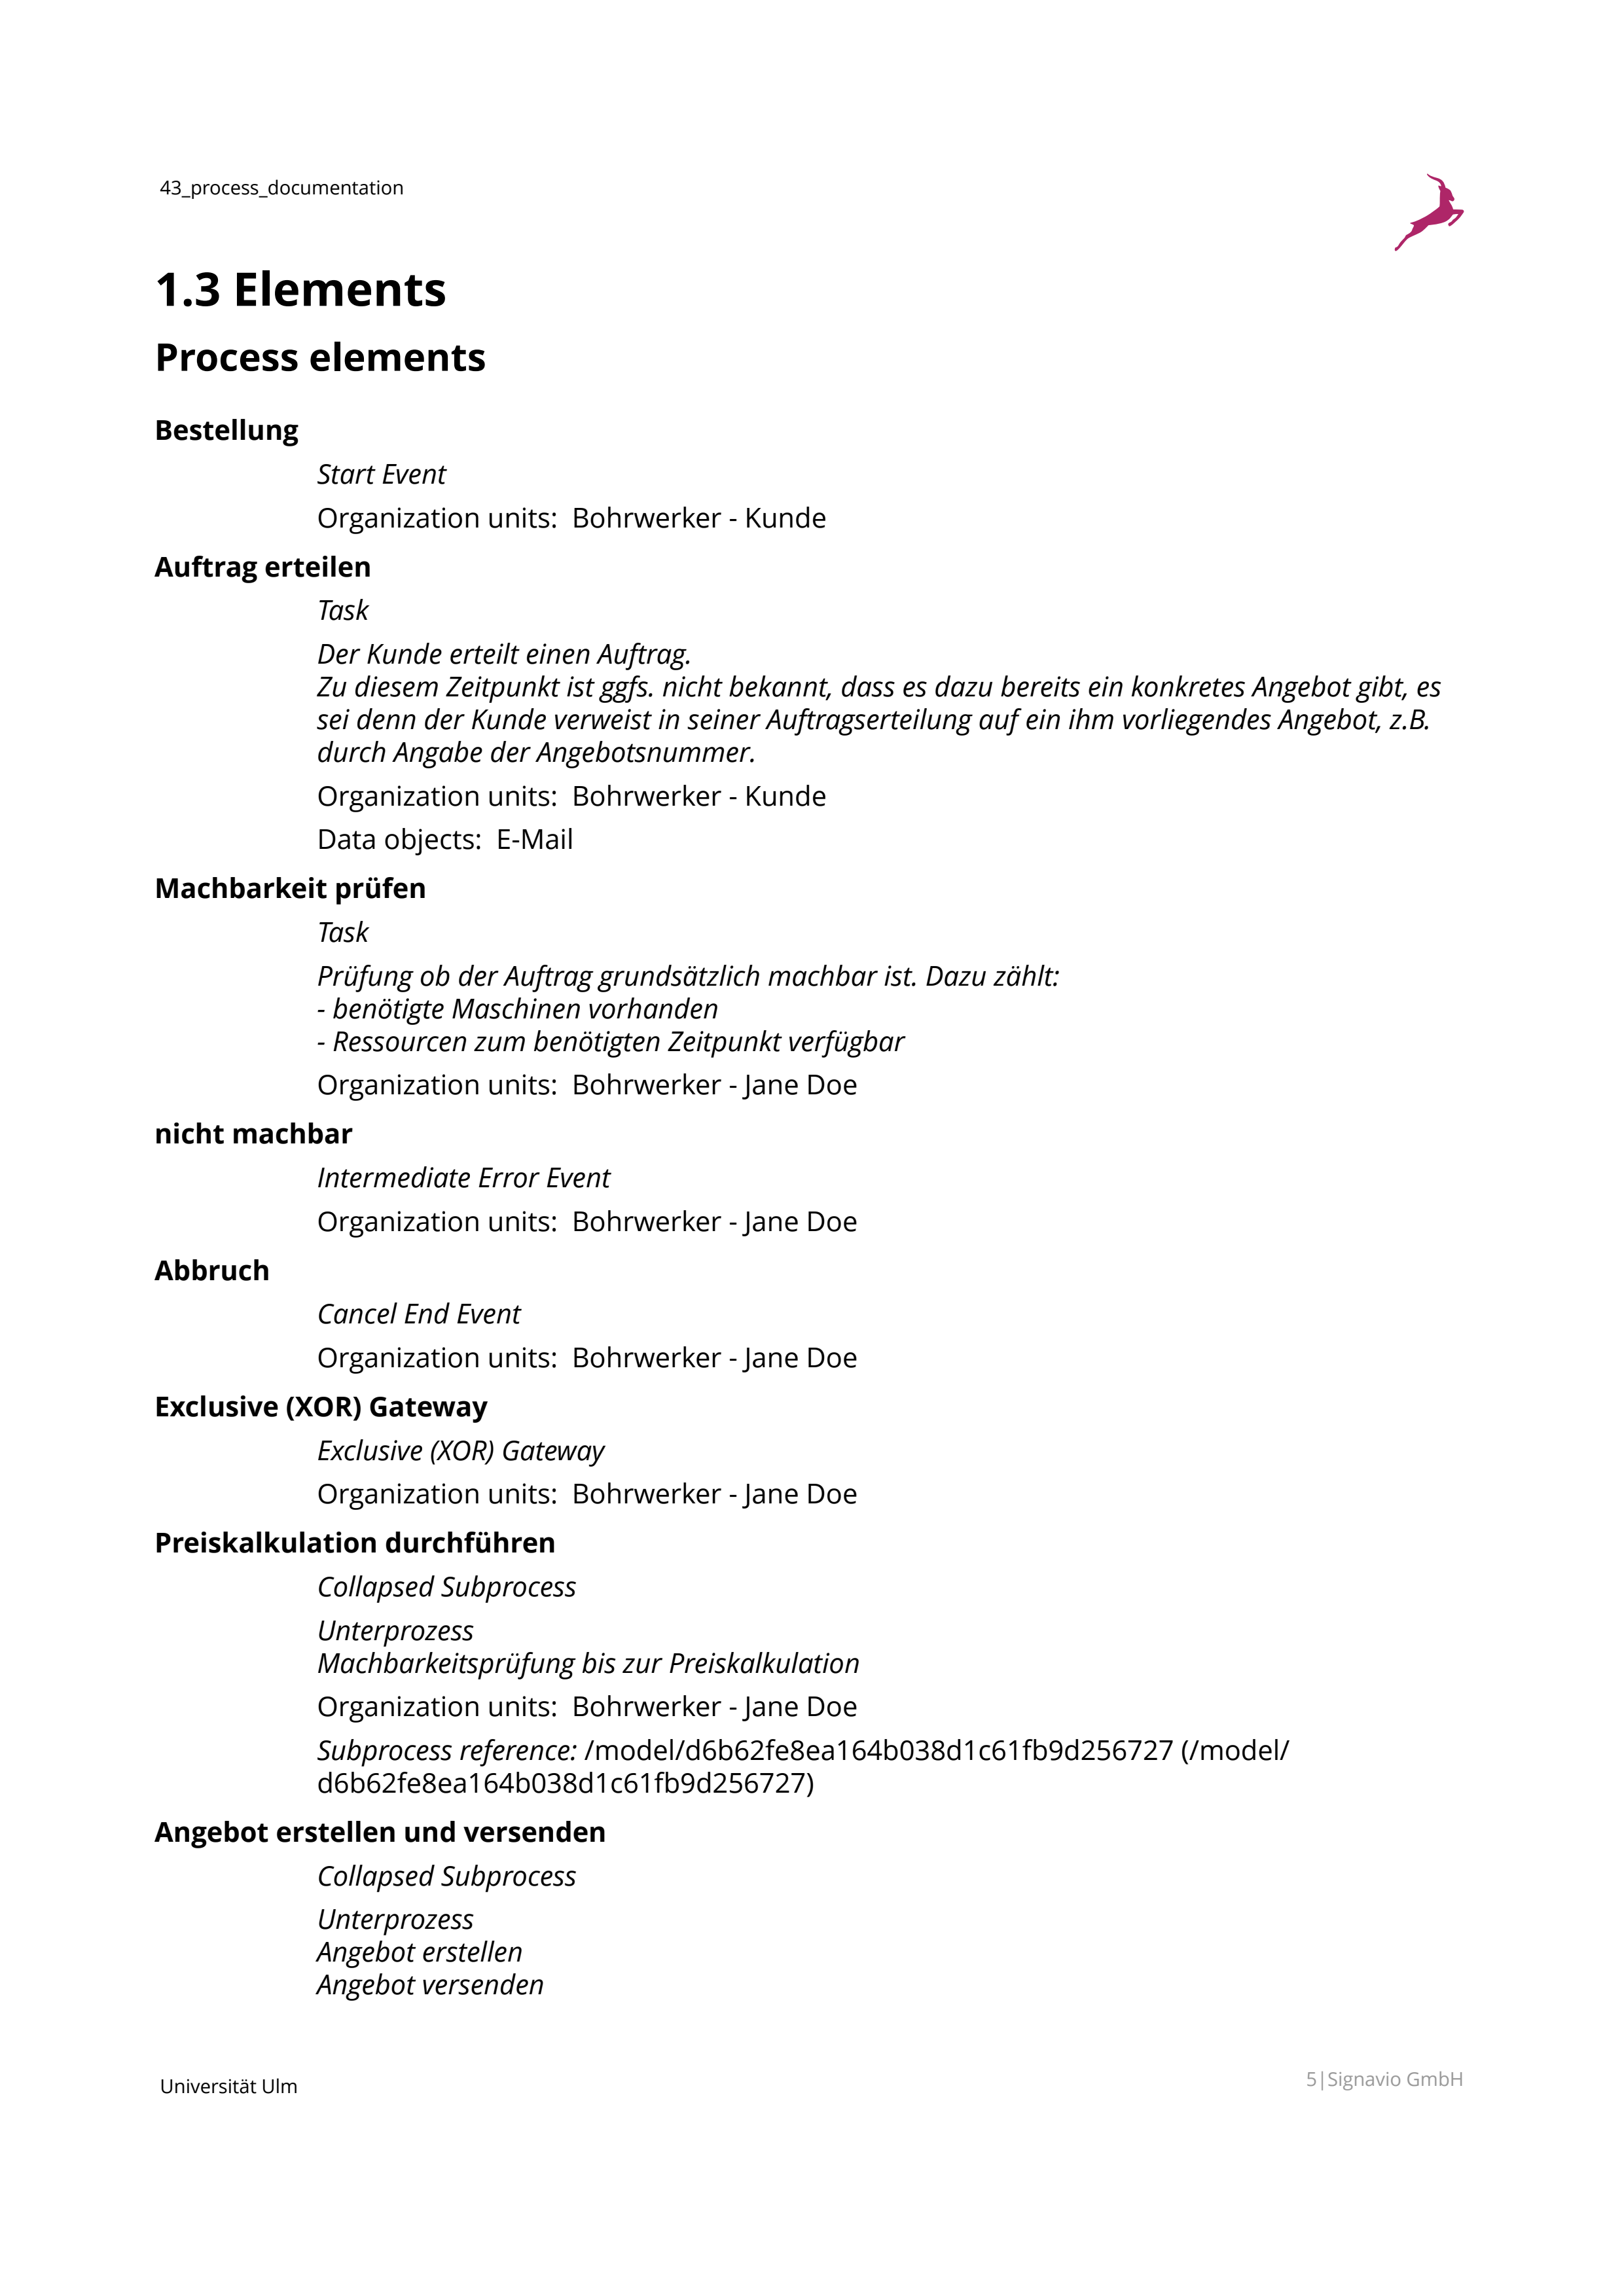 43_process_documentation
1.3 Elements
Process elements
Bestellung
Start Event
Organization units:  Bohrwerker - Kunde
Auftrag erteilen
Task
Der Kunde erteilt einen Auftrag.
Zu diesem Zeitpunkt ist ggfs. nicht bekannt, dass es dazu bereits ein konkretes Angebot gibt, es
sei denn der Kunde verweist in seiner Auftragserteilung auf ein ihm vorliegendes Angebot, z.B.
durch Angabe der Angebotsnummer.
Organization units:  Bohrwerker - Kunde
Data objects:  E-Mail
Machbarkeit prüfen
Task
Prüfung ob der Auftrag grundsätzlich machbar ist. Dazu zählt:
- benötigte Maschinen vorhanden
- Ressourcen zum benötigten Zeitpunkt verfügbar
Organization units:  Bohrwerker - Jane Doe
nicht machbar
Intermediate Error Event
Organization units:  Bohrwerker - Jane Doe
Abbruch
Cancel End Event
Organization units:  Bohrwerker - Jane Doe
Exclusive (XOR) Gateway
Exclusive (XOR) Gateway
Organization units:  Bohrwerker - Jane Doe
Preiskalkulation durchführen
Collapsed Subprocess
Unterprozess
Machbarkeitsprüfung bis zur Preiskalkulation
Organization units:  Bohrwerker - Jane Doe
Subprocess reference: /model/d6b62fe8ea164b038d1c61fb9d256727 (/model/
d6b62fe8ea164b038d1c61fb9d256727)
Angebot erstellen und versenden
Collapsed Subprocess
Unterprozess
Angebot erstellen
Angebot versenden
Universität Ulm
5|Signavio GmbH